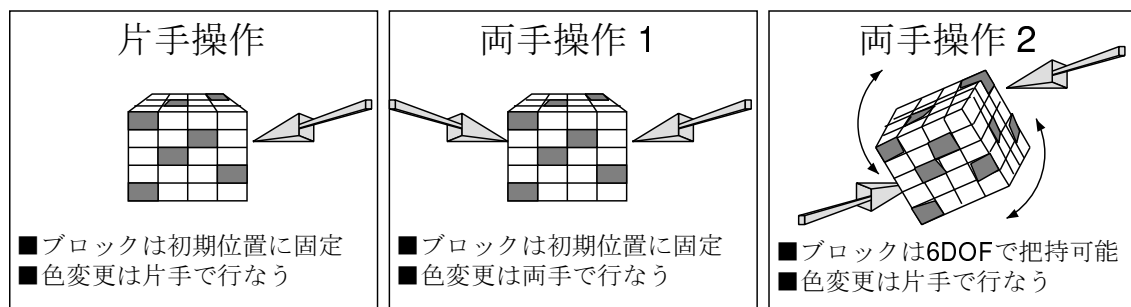 片手操作
■ブロックは初期位置に固定
■色変更は片手で行なう
両手操作 1
■ブロックは初期位置に固定
■色変更は両手で行なう
両手操作 2
■ブロックは6DOFで把持可能
■色変更は片手で行なう